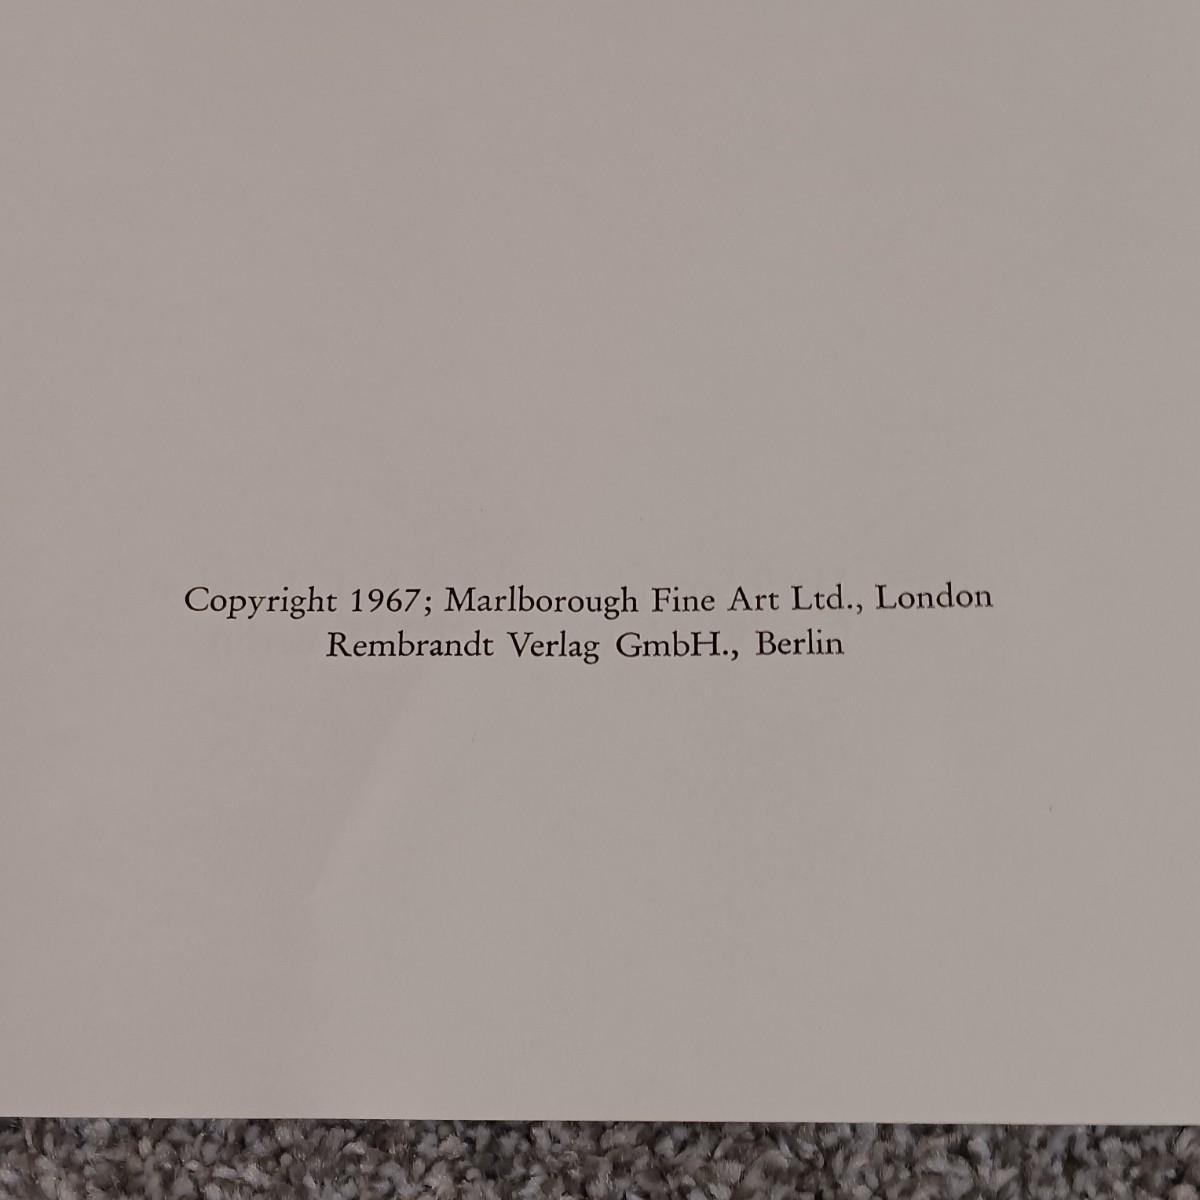 Copyright 1967; Marlborough Fine Art Ltd., London
Rembrandt Verlag GmbH., Berlin